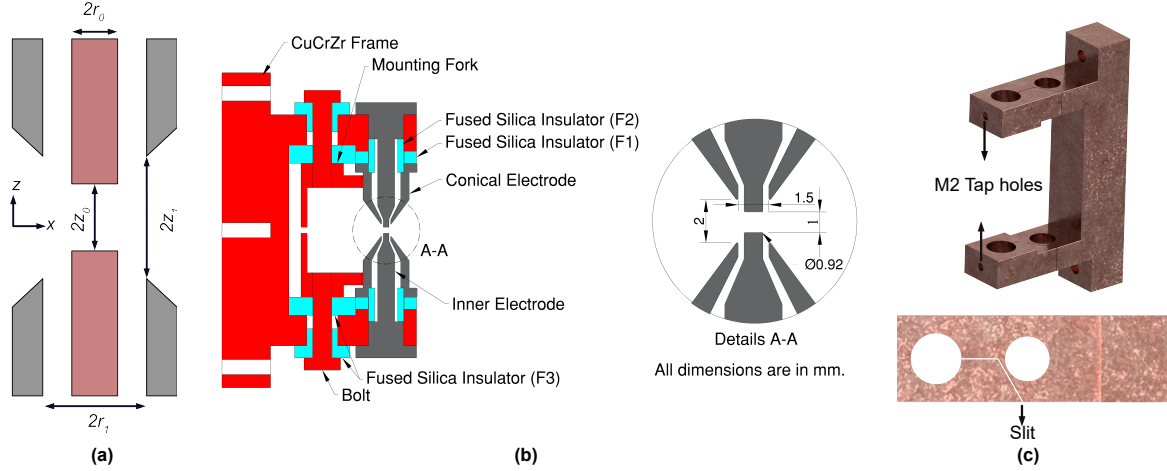 2r₀
z
x
2z₀
2z₁
2r₁
(a)
CuCrZr Frame
Mounting Fork
Fused Silica Insulator (F2)
Fused Silica Insulator (F1)
Conical Electrode
A-A
Inner Electrode
Fused Silica Insulator (F3)
Bolt
1.5
2
1
Ø0.92
Details A-A
All dimensions are in mm.
(b)
M2 Tap holes
Slit
(c)